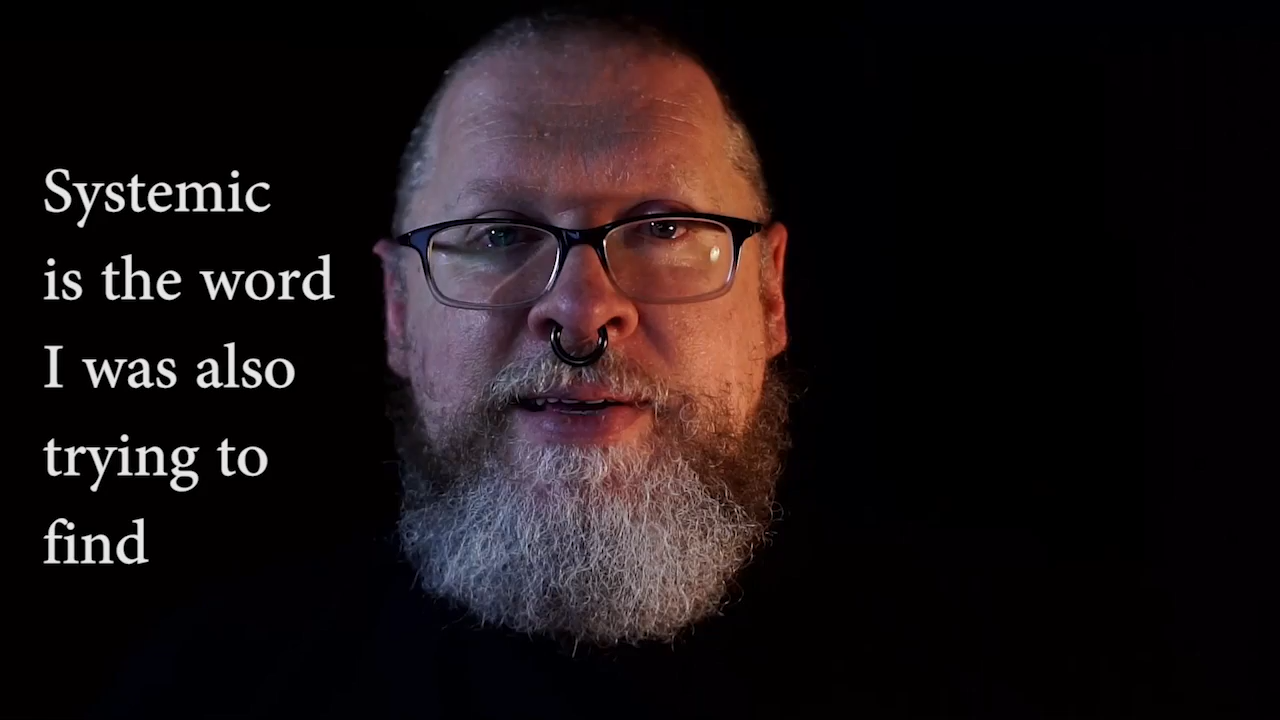 Systemic
is the word
I was also
trying to
find